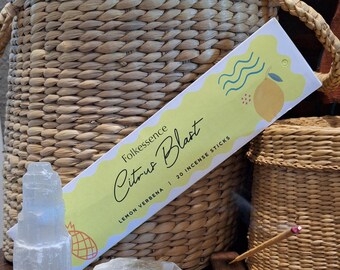 Folkessence
Citrus Blast
LEMON VERBENA | 20 INCENSE STICKS